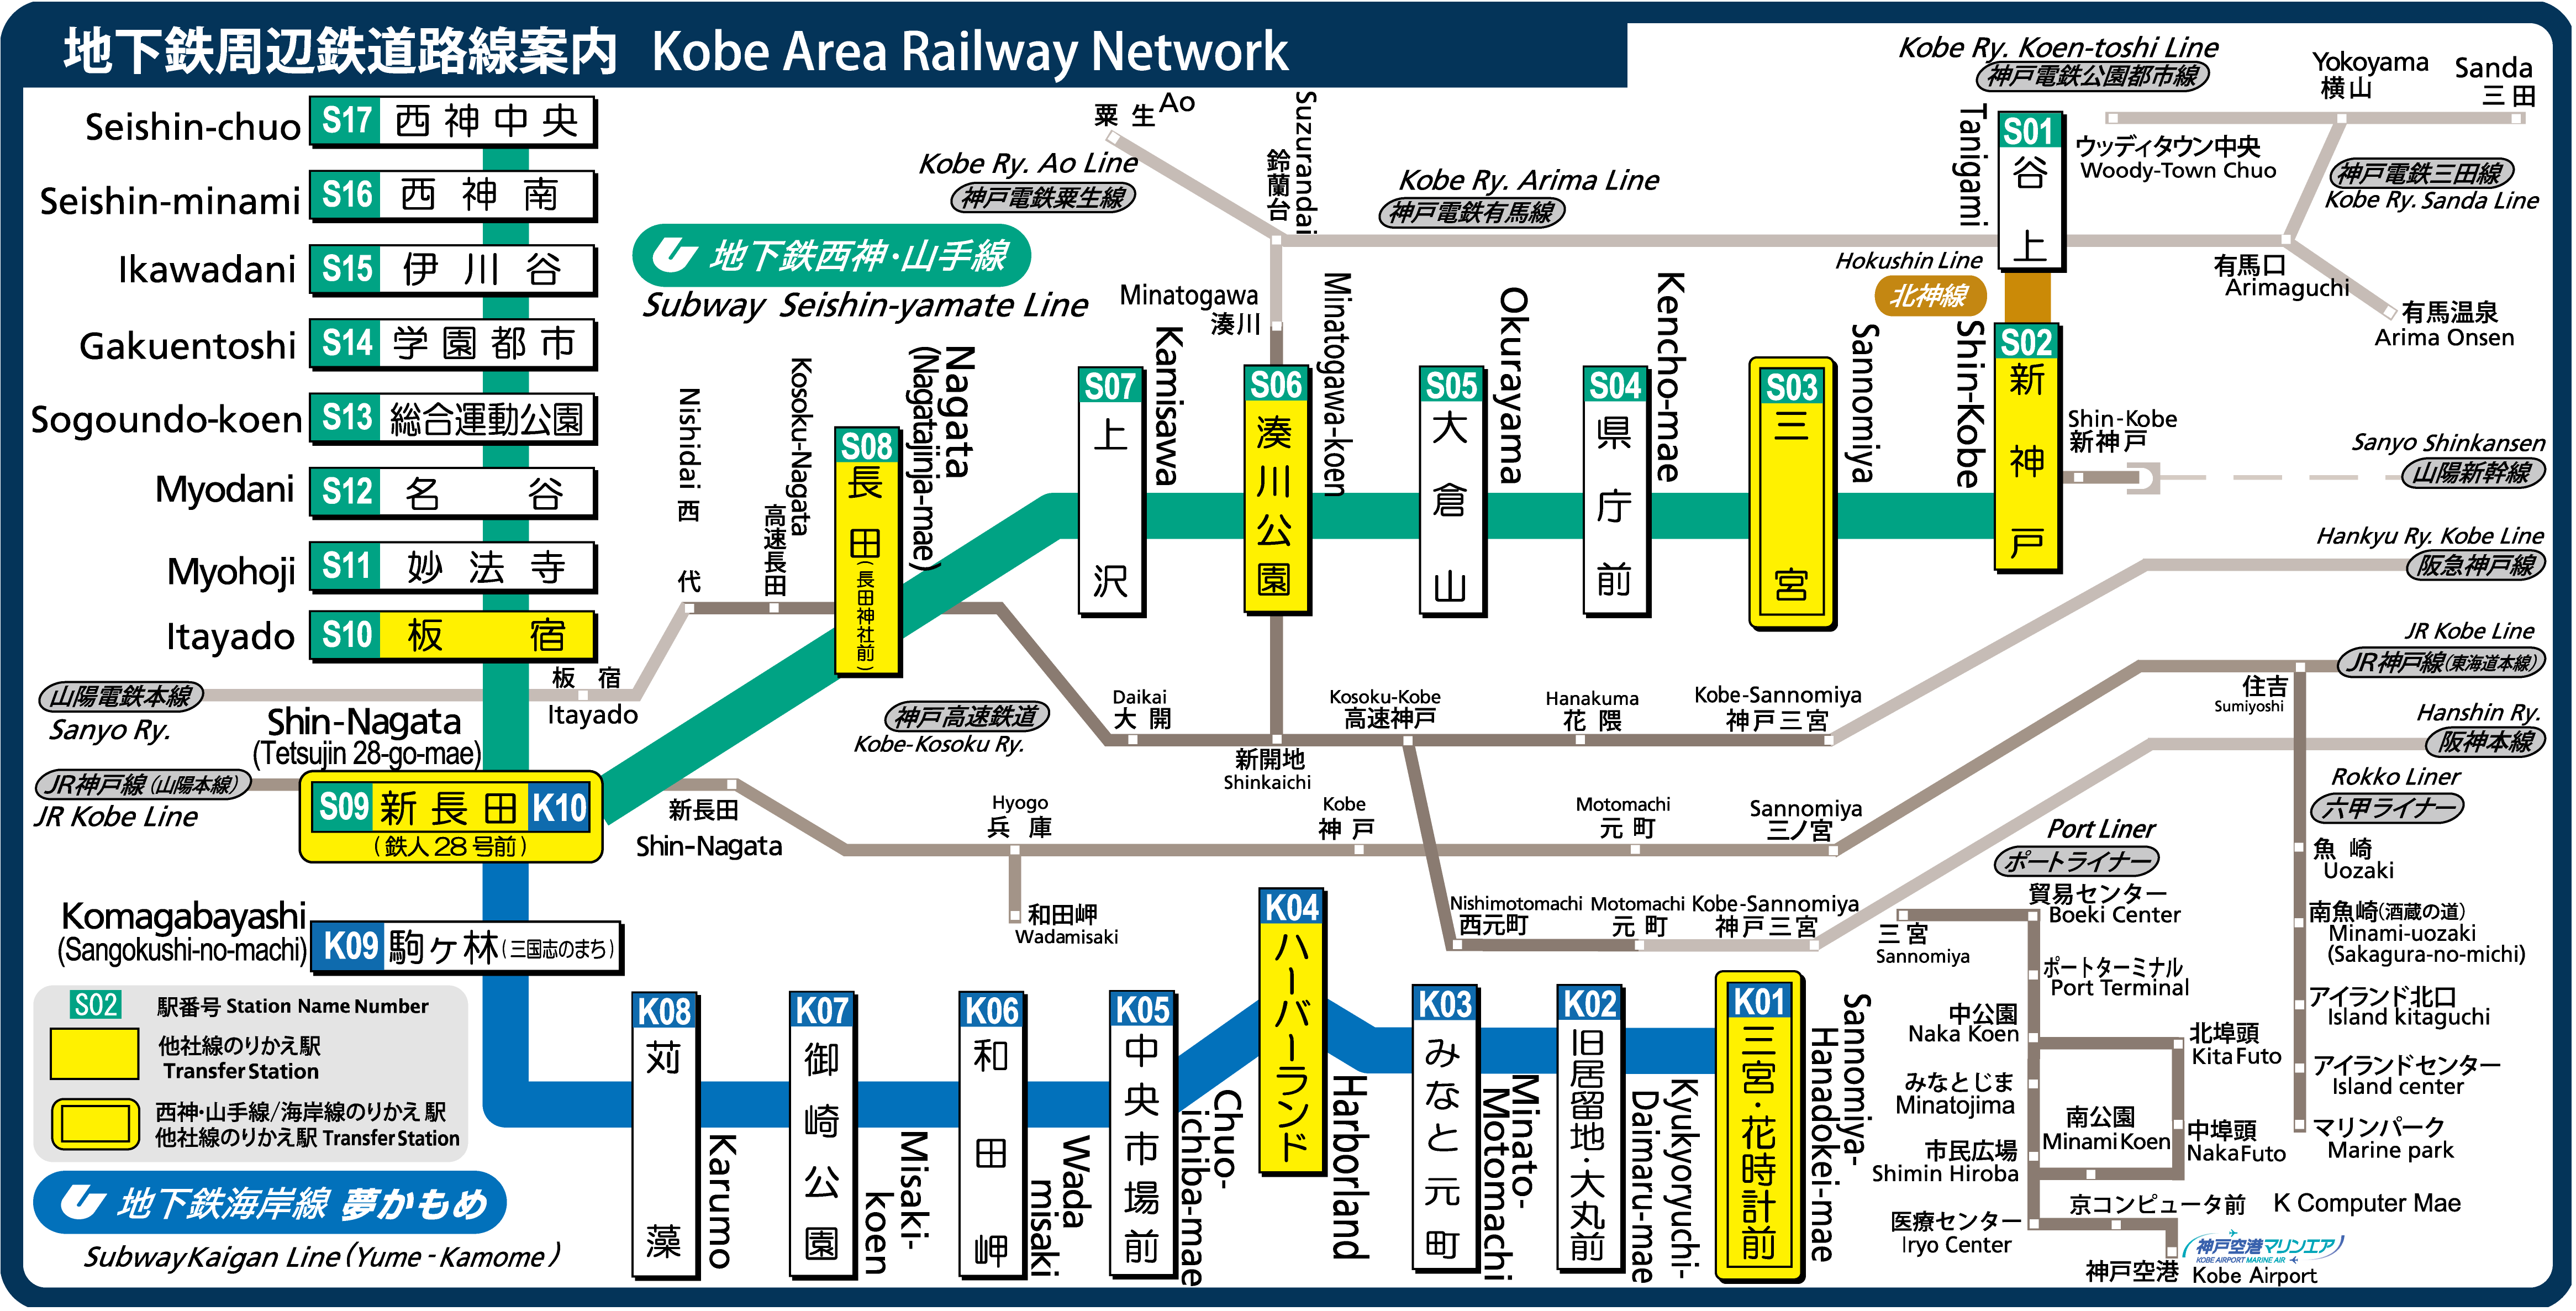 地下鉄周辺鉄道路線案内 Kobe Area Railway Network
Seishin-chuo S17 西神中央
Seishin-minami S16 西神南
Ikawadani S15 伊川谷
Gakuentoshi S14 学園都市
Sogoundo-koen S13 総合運動公園
Myodani S12 名谷
Myohoji S11 妙法寺
Itayado S10 板宿
山陽電鉄本線
Sanyo Ry.
板宿
Itayado
Shin-Nagata
(Tetsujin 28-go-mae)
JR神戸線(山陽本線)
JR Kobe Line
S09 新長田 K10
(鉄人28号前)
Komagabayashi
(Sangokushi-no-machi)
K09 駒ヶ林(三国志のまち)
S02 駅番号 Station Name Number
他社線のりかえ駅
Transfer Station
西神・山手線/海岸線のりかえ駅
他社線のりかえ駅 Transfer Station
地下鉄海岸線 夢かもめ
Subway Kaigan Line (Yume-Kamome)
地下鉄西神・山手線
Subway Seishin-yamate Line
粟生 Ao
Kobe Ry. Ao Line
神戸電鉄粟生線
Suzurandai
鈴蘭台
Kobe Ry. Arima Line
神戸電鉄有馬線
Minatogawa
湊川
Kobe Ry. Koen-toshi Line
神戸電鉄公園都市線
Yokoyama
横山
Sanda
三田
ウッディタウン中央
Woody-Town Chuo
神戸電鉄三田線
Kobe Ry. Sanda Line
有馬口
Arimaguchi
有馬温泉
Arima Onsen
Tanigami
S01 谷上
Hokushin Line
北神線
Shin-Kobe
S02 新神戸
Shin-Kobe
新神戸
Sanyo Shinkansen
山陽新幹線
Sannomiya
S03 三宮
Kencho-mae
S04 県庁前
Okurayama
S05 大倉山
Minatogawa-koen
S06 湊川公園
Kamisawa
S07 上沢
Nagata
(Nagatajinja-mae)
S08 長田(長田神社前)
Nishidai 西代
Kosoku-Nagata
高速長田
神戸高速鉄道
Kobe-Kosoku Ry.
Daikai
大開
新開地
Shinkaichi
Kosoku-Kobe
高速神戸
Hanakuma
花隈
Kobe-Sannomiya
神戸三宮
Hankyu Ry. Kobe Line
阪急神戸線
JR Kobe Line
JR神戸線(東海道本線)
Hanshin Ry.
阪神本線
新長田
Shin-Nagata
Hyogo
兵庫
和田岬
Wadamisaki
Kobe
神戸
Motomachi
元町
Sannomiya
三ノ宮
Nishimotomachi
西元町
Motomachi
元町
Kobe-Sannomiya
神戸三宮
住吉
Sumiyoshi
Rokko Liner
六甲ライナー
魚崎
Uozaki
南魚崎(酒蔵の道)
Minami-uozaki
(Sakagura-no-michi)
アイランド北口
Island kitaguchi
アイランドセンター
Island center
マリンパーク
Marine park
Port Liner
ポートライナー
三宮
Sannomiya
貿易センター
Boeki Center
ポートターミナル
Port Terminal
中公園
Naka Koen
北埠頭
Kita Futo
みなとじま
Minatojima
南公園
Minami Koen
中埠頭
Naka Futo
市民広場
Shimin Hiroba
京コンピュータ前 K Computer Mae
医療センター
Iryo Center
神戸空港マリンエア
KOBE AIRPORT MARINE AIR
神戸空港 Kobe Airport
K08 苅藻
Karumo
K07 御崎公園
Misaki-
koen
K06 和田岬
Wada
misaki
K05 中央市場前
Chuo-
ichiba-mae
K04 ハーバーランド
Harborland
K03 みなと元町
Minato-
Motomachi
K02 旧居留地・大丸前
Kyukyoryuchi-
Daimaru-mae
K01 三宮・花時計前
Sannomiya-
Hanadokei-mae